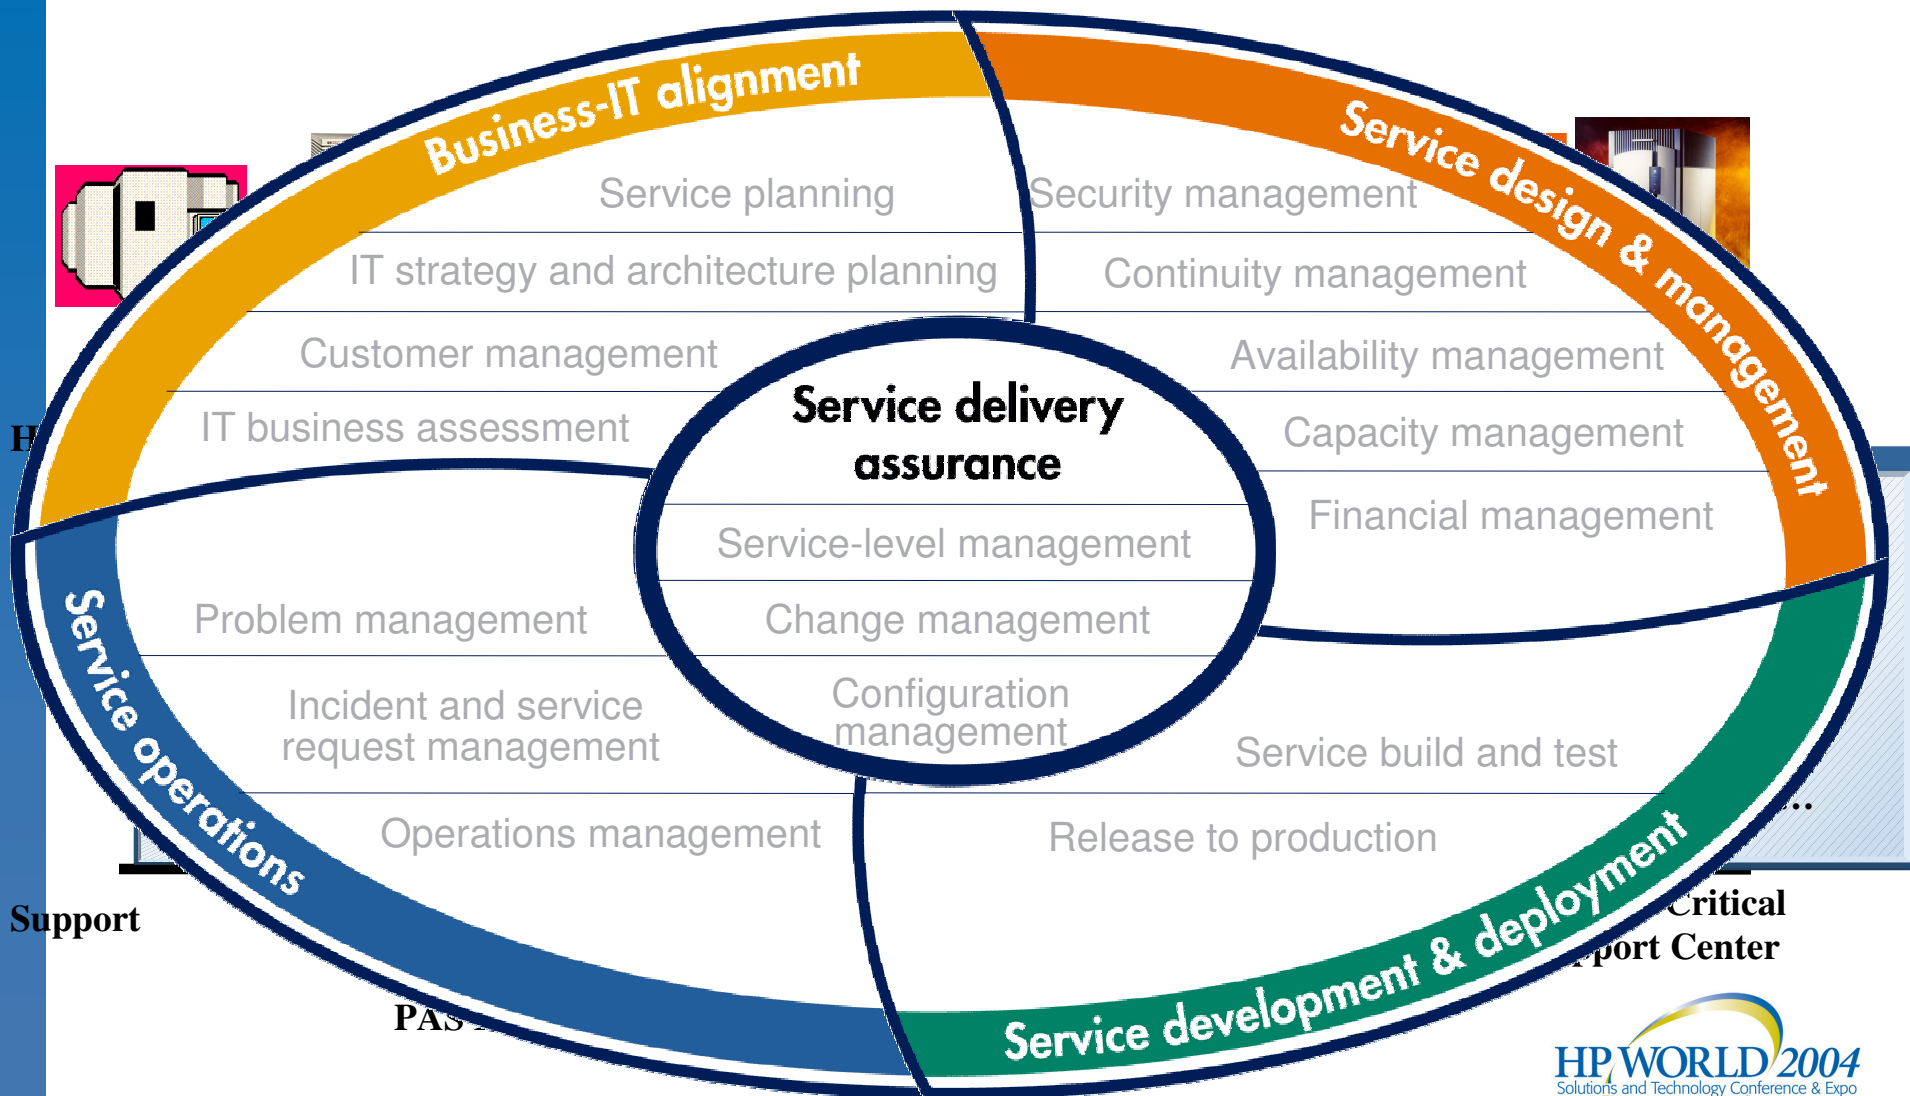 Business-IT alignment
Service design & management
Service planning
Security management
IT strategy and architecture planning
Continuity management
Customer management
Availability management
IT business assessment
Capacity management
Service delivery
assurance
Financial management
Service-level management
Problem management
Change management
Incident and service
request management
Configuration
management
Service build and test
Operations management
Release to production
Service operations
Service development & deployment
Support
Critical
Center
PAS
HP WORLD 2004
Solutions and Technology Conference & Expo